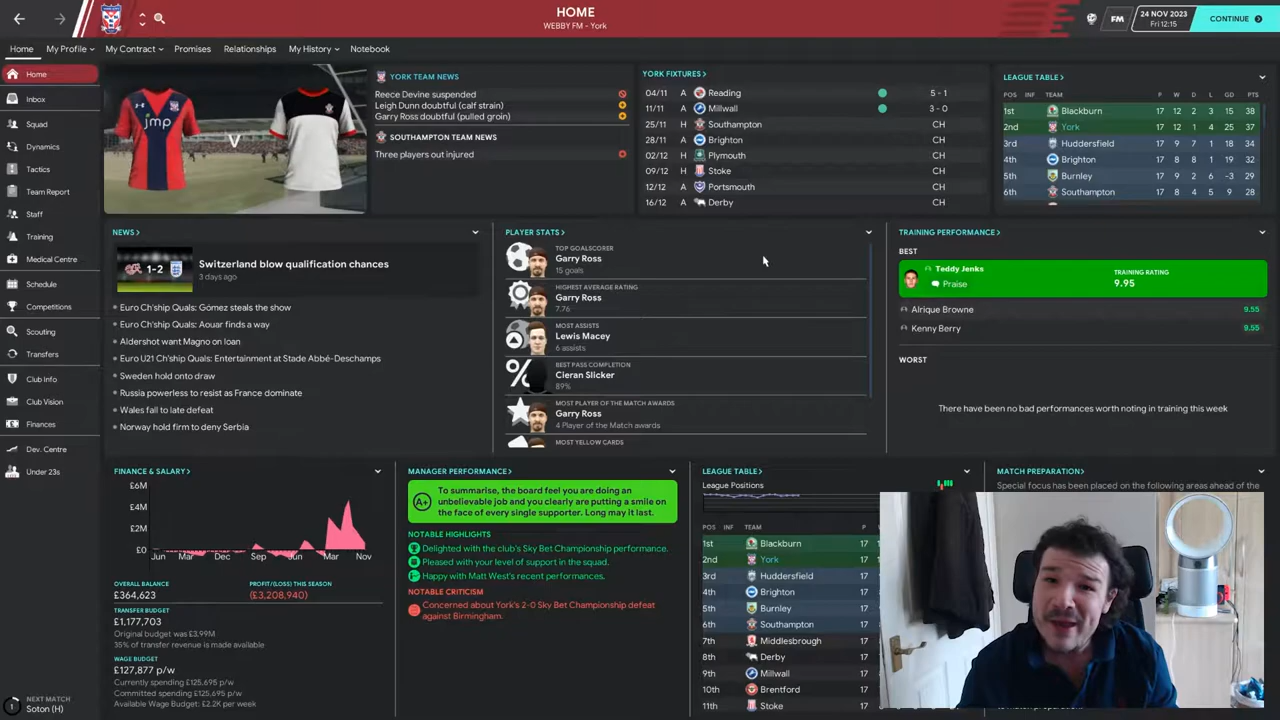 HOME
WEBBY FM - York
FM
24 NOV 2023
Fri 12:15
CONTINUE
Home
My Profile
My Contract
Promises
Relationships
My History
Notebook
Home
Inbox
Squad
Dynamics
Tactics
Team Report
Staff
Training
Medical Centre
Schedule
Competitions
Scouting
Transfers
Club Info
Club Vision
Finances
Dev. Centre
Under 23s
NEXT MATCH
Soton (H)
jmp
V
YORK TEAM NEWS
Reece Devine suspended
Leigh Dunn doubtful (calf strain)
Garry Ross doubtful (pulled groin)
SOUTHAMPTON TEAM NEWS
Three players out injured
YORK FIXTURES >
04/11 A Reading 5 - 1
11/11 A Millwall 3 - 0
25/11 H Southampton CH
28/11 A Brighton CH
02/12 H Plymouth CH
09/12 H Stoke CH
12/12 A Portsmouth CH
16/12 A Derby CH
LEAGUE TABLE >
POS INF TEAM P W D L GD PTS
1st Blackburn 17 12 2 3 15 38
2nd York 17 12 1 4 25 37
3rd Huddersfield 17 9 7 1 18 34
4th Brighton 17 8 8 1 19 32
5th Burnley 17 9 2 6 -3 29
6th Southampton 17 8 4 5 9 28
NEWS >
1-2
Switzerland blow qualification chances
3 days ago
Euro Ch'ship Quals: Gómez steals the show
Euro Ch'ship Quals: Aouar finds a way
Aldershot want Magno on loan
Euro U21 Ch'ship Quals: Entertainment at Stade Abbé-Deschamps
Sweden hold onto draw
Russia powerless to resist as France dominate
Wales fall to late defeat
Norway hold firm to deny Serbia
PLAYER STATS >
TOP GOALSCORER
Garry Ross
15 goals
HIGHEST AVERAGE RATING
Garry Ross
7.76
MOST ASSISTS
Lewis Macey
6 assists
%
BEST PASS COMPLETION
Cieran Slicker
89%
MOST PLAYER OF THE MATCH AWARDS
Garry Ross
4 Player of the Match awards
MOST YELLOW CARDS
TRAINING PERFORMANCE >
BEST
Teddy Jenks
Praise
TRAINING RATING
9.95
Alrique Browne 9.55
Kenny Berry 9.55
WORST
There have been no bad performances worth noting in training this week
FINANCE & SALARY >
£6M
£4M
£2M
£0
Jun Mar Dec Sep Jun Mar Nov
OVERALL BALANCE
£364,623
PROFIT/(LOSS) THIS SEASON
(£3,208,940)
TRANSFER BUDGET
£1,177,703
Original budget was £3.99M
35% of transfer revenue is made available
WAGE BUDGET
£127,877 p/w
Currently spending £125,695 p/w
Committed spending £125,695 p/w
Available Wage Budget: £2.2K per week
MANAGER PERFORMANCE >
A+
To summarise, the board feel you are doing an
unbelievable job and you clearly are putting a smile on
the face of every single supporter. Long may it last.
NOTABLE HIGHLIGHTS
Delighted with the club's Sky Bet Championship performance.
Pleased with your level of support in the squad.
Happy with Matt West's recent performances.
NOTABLE CRITICISM
Concerned about York's 2-0 Sky Bet Championship defeat
against Birmingham.
LEAGUE TABLE >
League Positions
POS INF TEAM P
1st Blackburn 17
2nd York 17
3rd Huddersfield 17
4th Brighton 17
5th Burnley 17
6th Southampton 17
7th Middlesbrough 17
8th Derby 17
9th Millwall 17
10th Brentford 17
11th Stoke 17
MATCH PREPARATION >
Special focus has been placed on the following areas ahead of the
to match preparation.